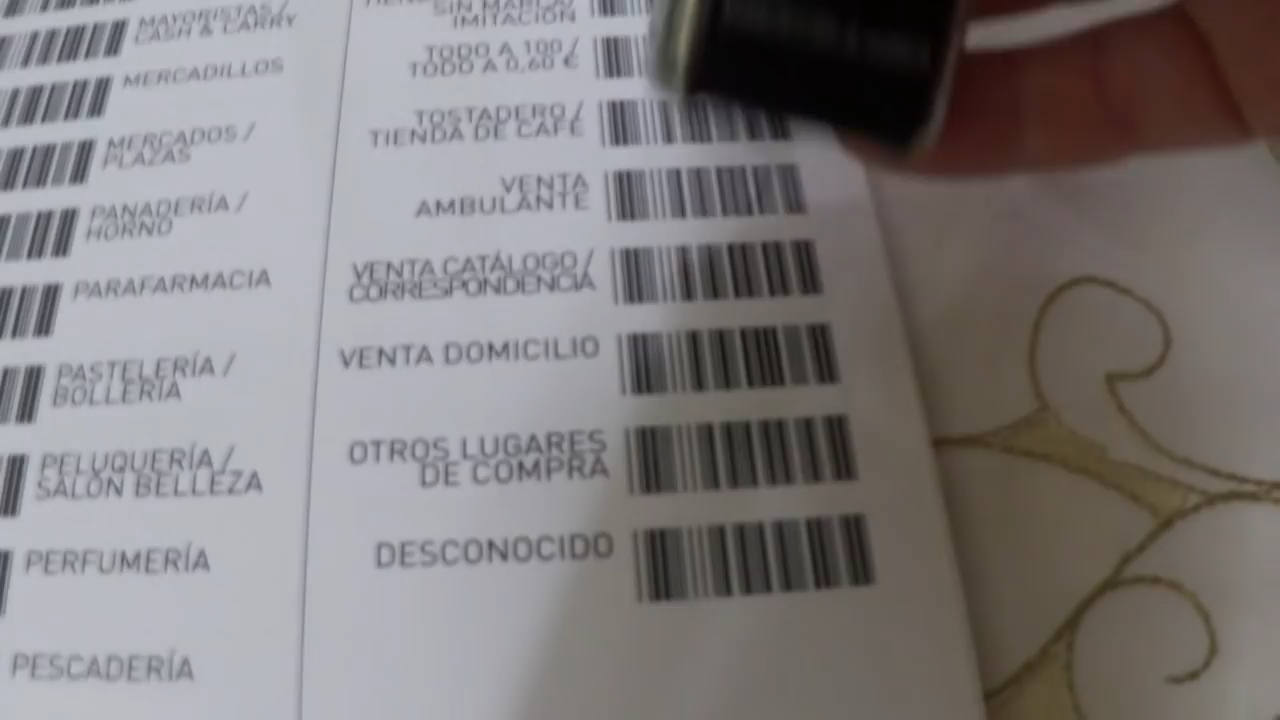 MAYORISTAS /
CASH & CARRY
MERCADILLOS
MERCADOS /
PLAZAS
PANADERÍA /
HORNO
PARAFARMACIA
PASTELERÍA /
BOLLERÍA
PELUQUERÍA /
SALÓN BELLEZA
PERFUMERÍA
PESCADERÍA
SIN MARCA/
IMITACIÓN
TODO A 100 /
TODO A 0,60 €
TOSTADERO /
TIENDA DE CAFÉ
VENTA
AMBULANTE
VENTA CATÁLOGO /
CORRESPONDENCIA
VENTA DOMICILIO
OTROS LUGARES
DE COMPRA
DESCONOCIDO